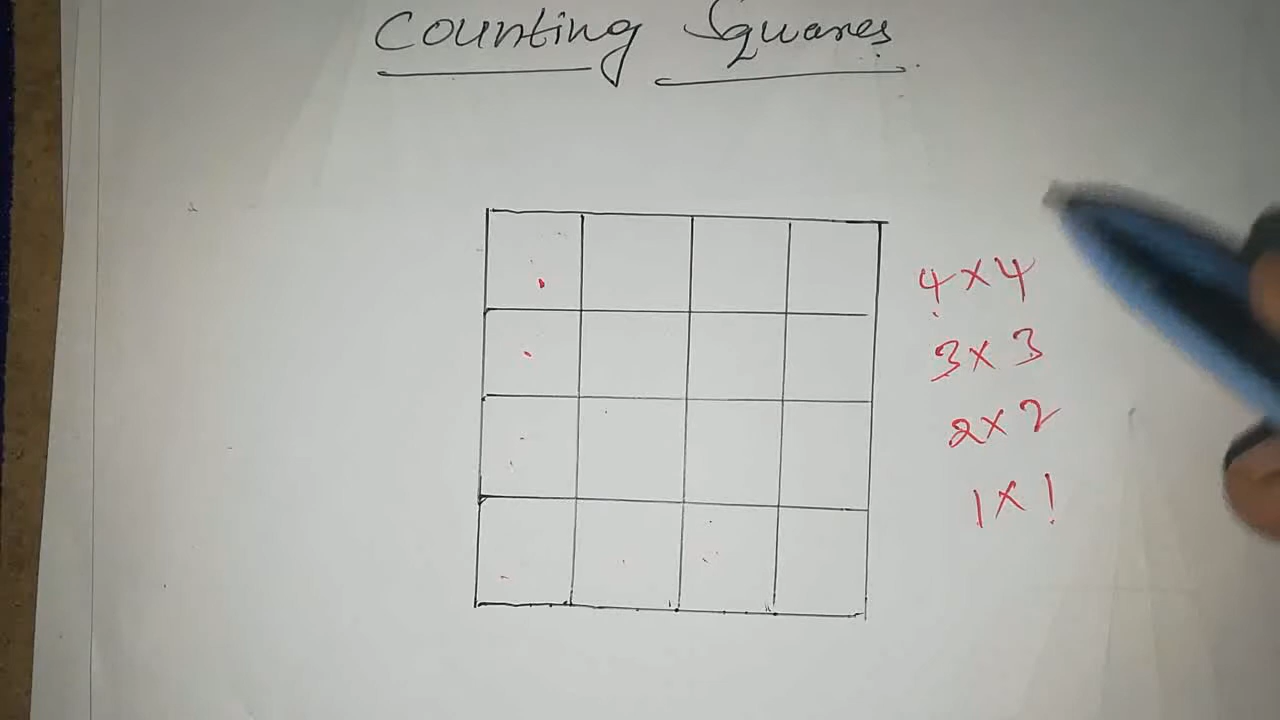 Counting Squares
4 × 4
3 × 3
2 × 2
1 × 1